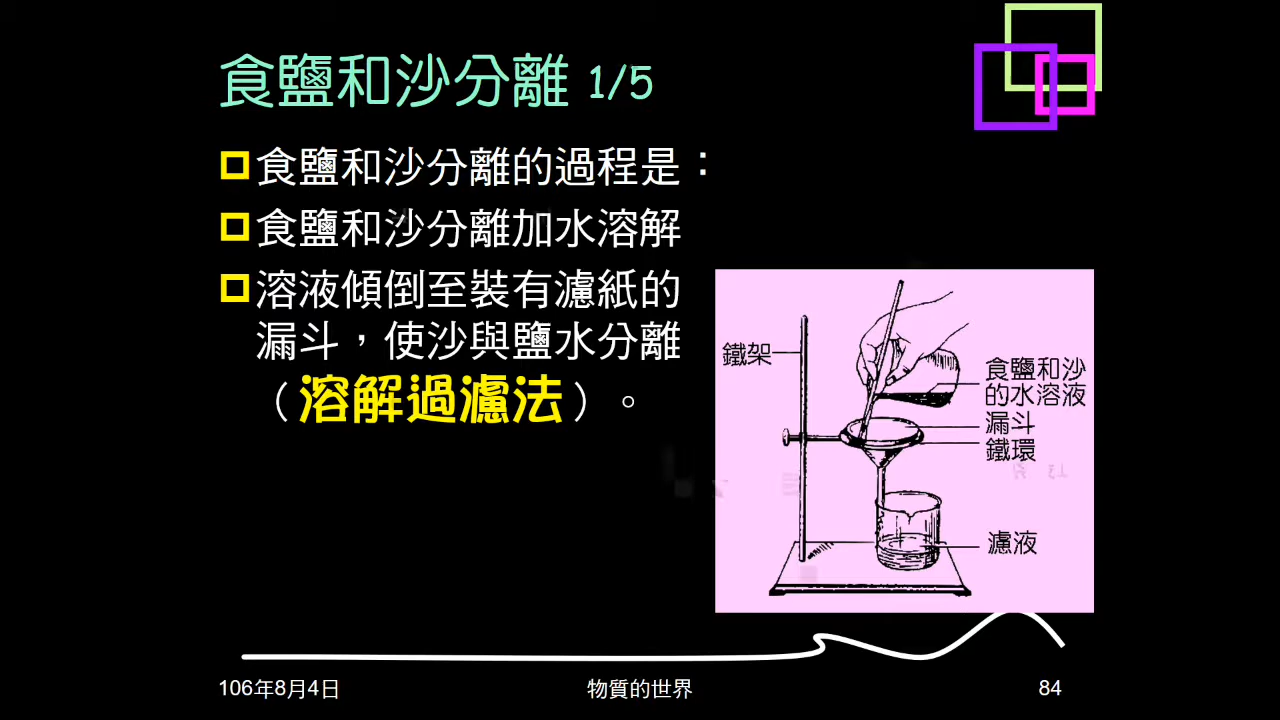 食鹽和沙分離 1/5
食鹽和沙分離的過程是：
食鹽和沙分離加水溶解
溶液傾倒至裝有濾紙的
漏斗，使沙與鹽水分離
（溶解過濾法）。
鐵架
食鹽和沙
的水溶液
漏斗
鐵環
濾液
106年8月4日
物質的世界
84